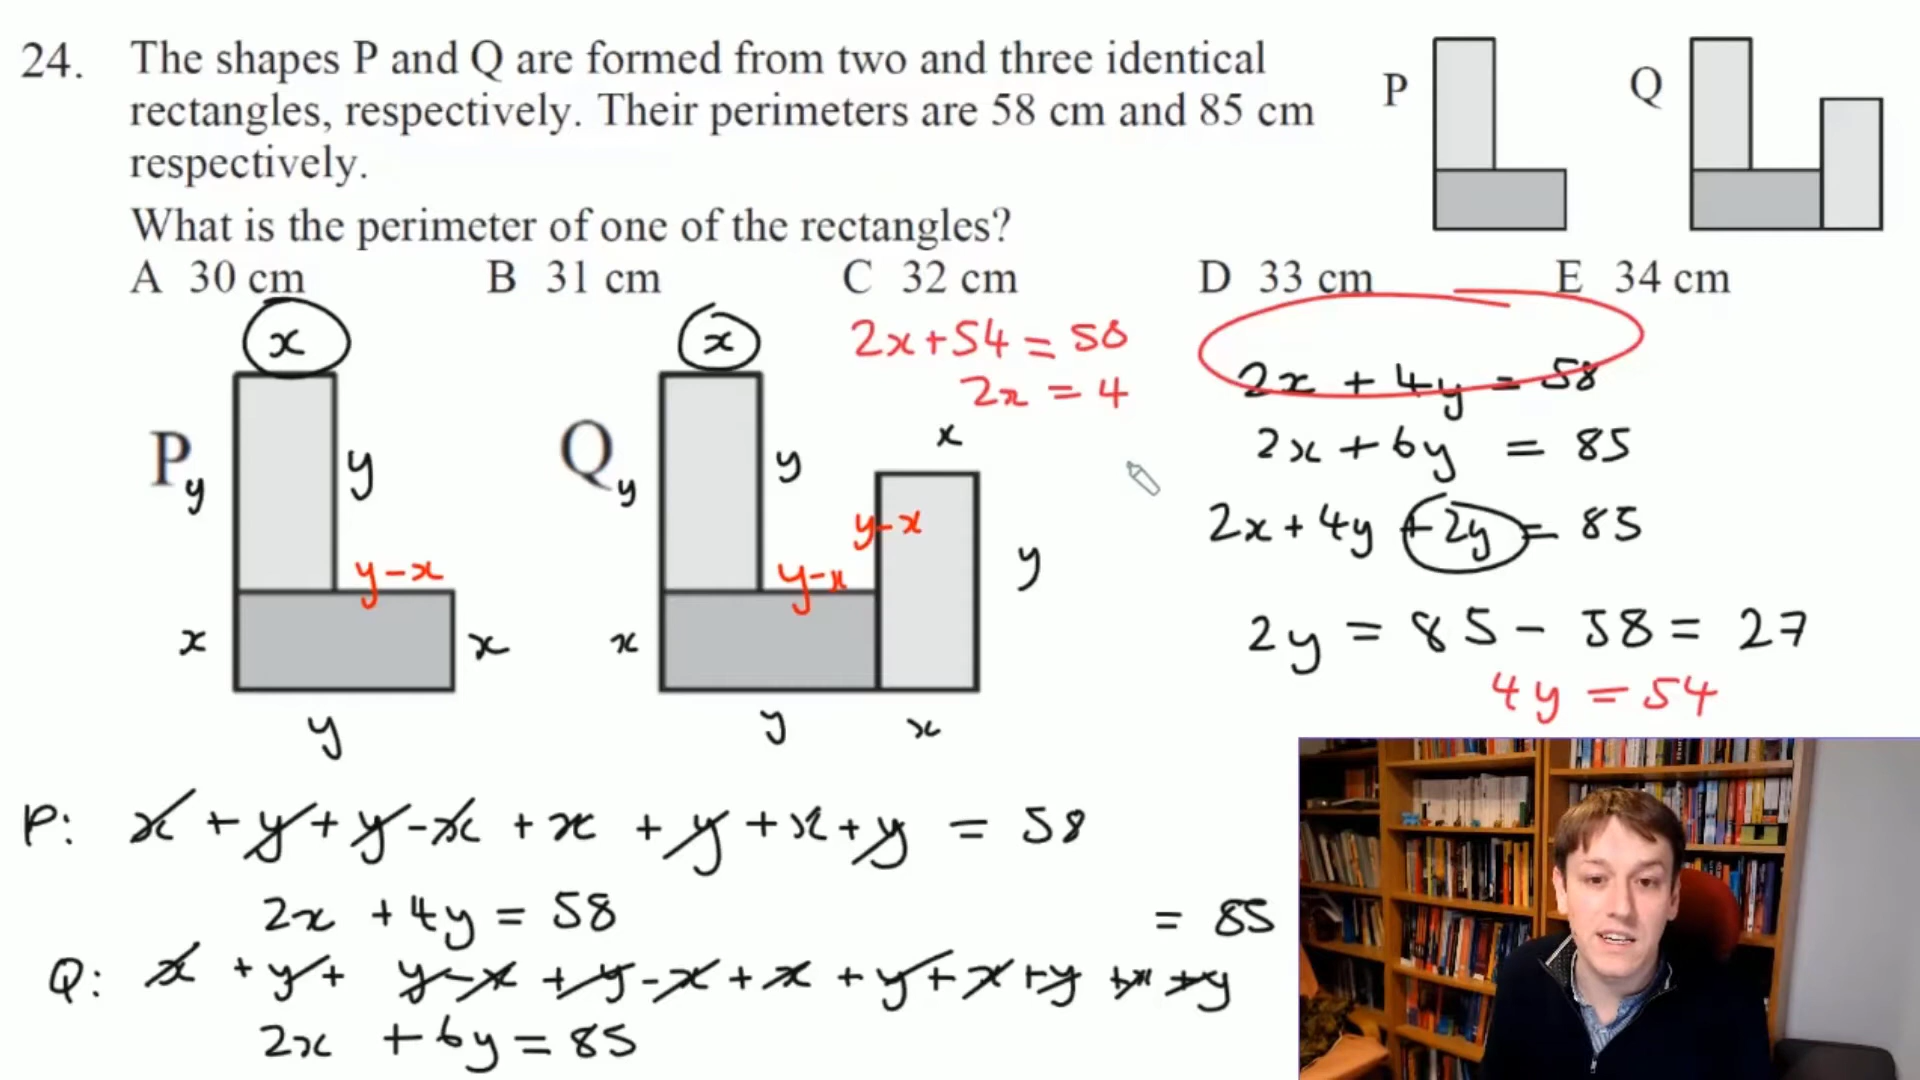 24. The shapes P and Q are formed from two and three identical
rectangles, respectively. Their perimeters are 58 cm and 85 cm
respectively.
What is the perimeter of one of the rectangles?
A 30 cm B 31 cm C 32 cm D 33 cm E 34 cm
P
Q
x
P
y
y
y-x
x
x
y
x
Q
y
y
x
y-x
y-x
y
x
y
x
2x+54=58
2x=4
2x+4y=58
2x+6y=85
2x+4y+2y=85
2y=85-58=27
4y=54
P: x+y+y-x+x+y+x+y=58
2x+4y=58
=85
Q: x+y+y-x+y-x+x+y+x+y+x+y
2x+6y=85